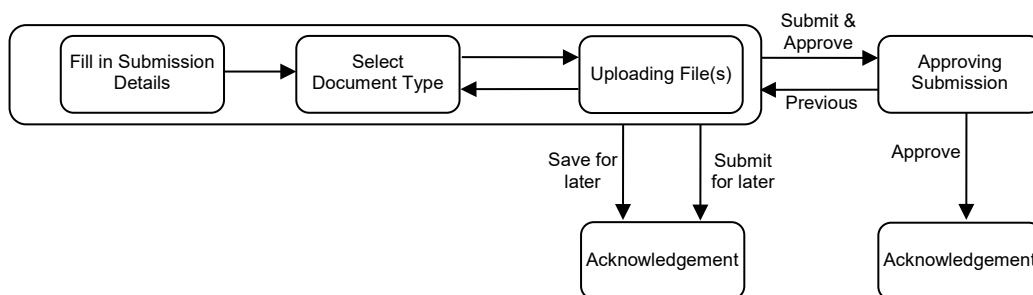 Fill in Submission
Details
Select
Document Type
Uploading File(s)
Submit &
Approve
Previous
Approving
Submission
Save for
later
Submit
for later
Approve
Acknowledgement
Acknowledgement